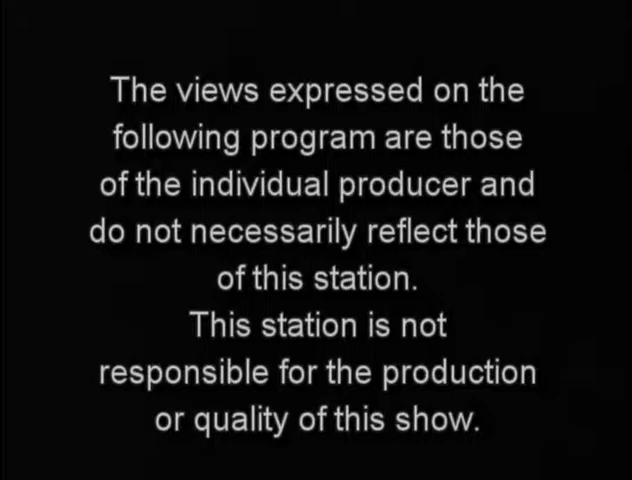 The views expressed on the
following program are those
of the individual producer and
do not necessarily reflect those
of this station.
This station is not
responsible for the production
or quality of this show.